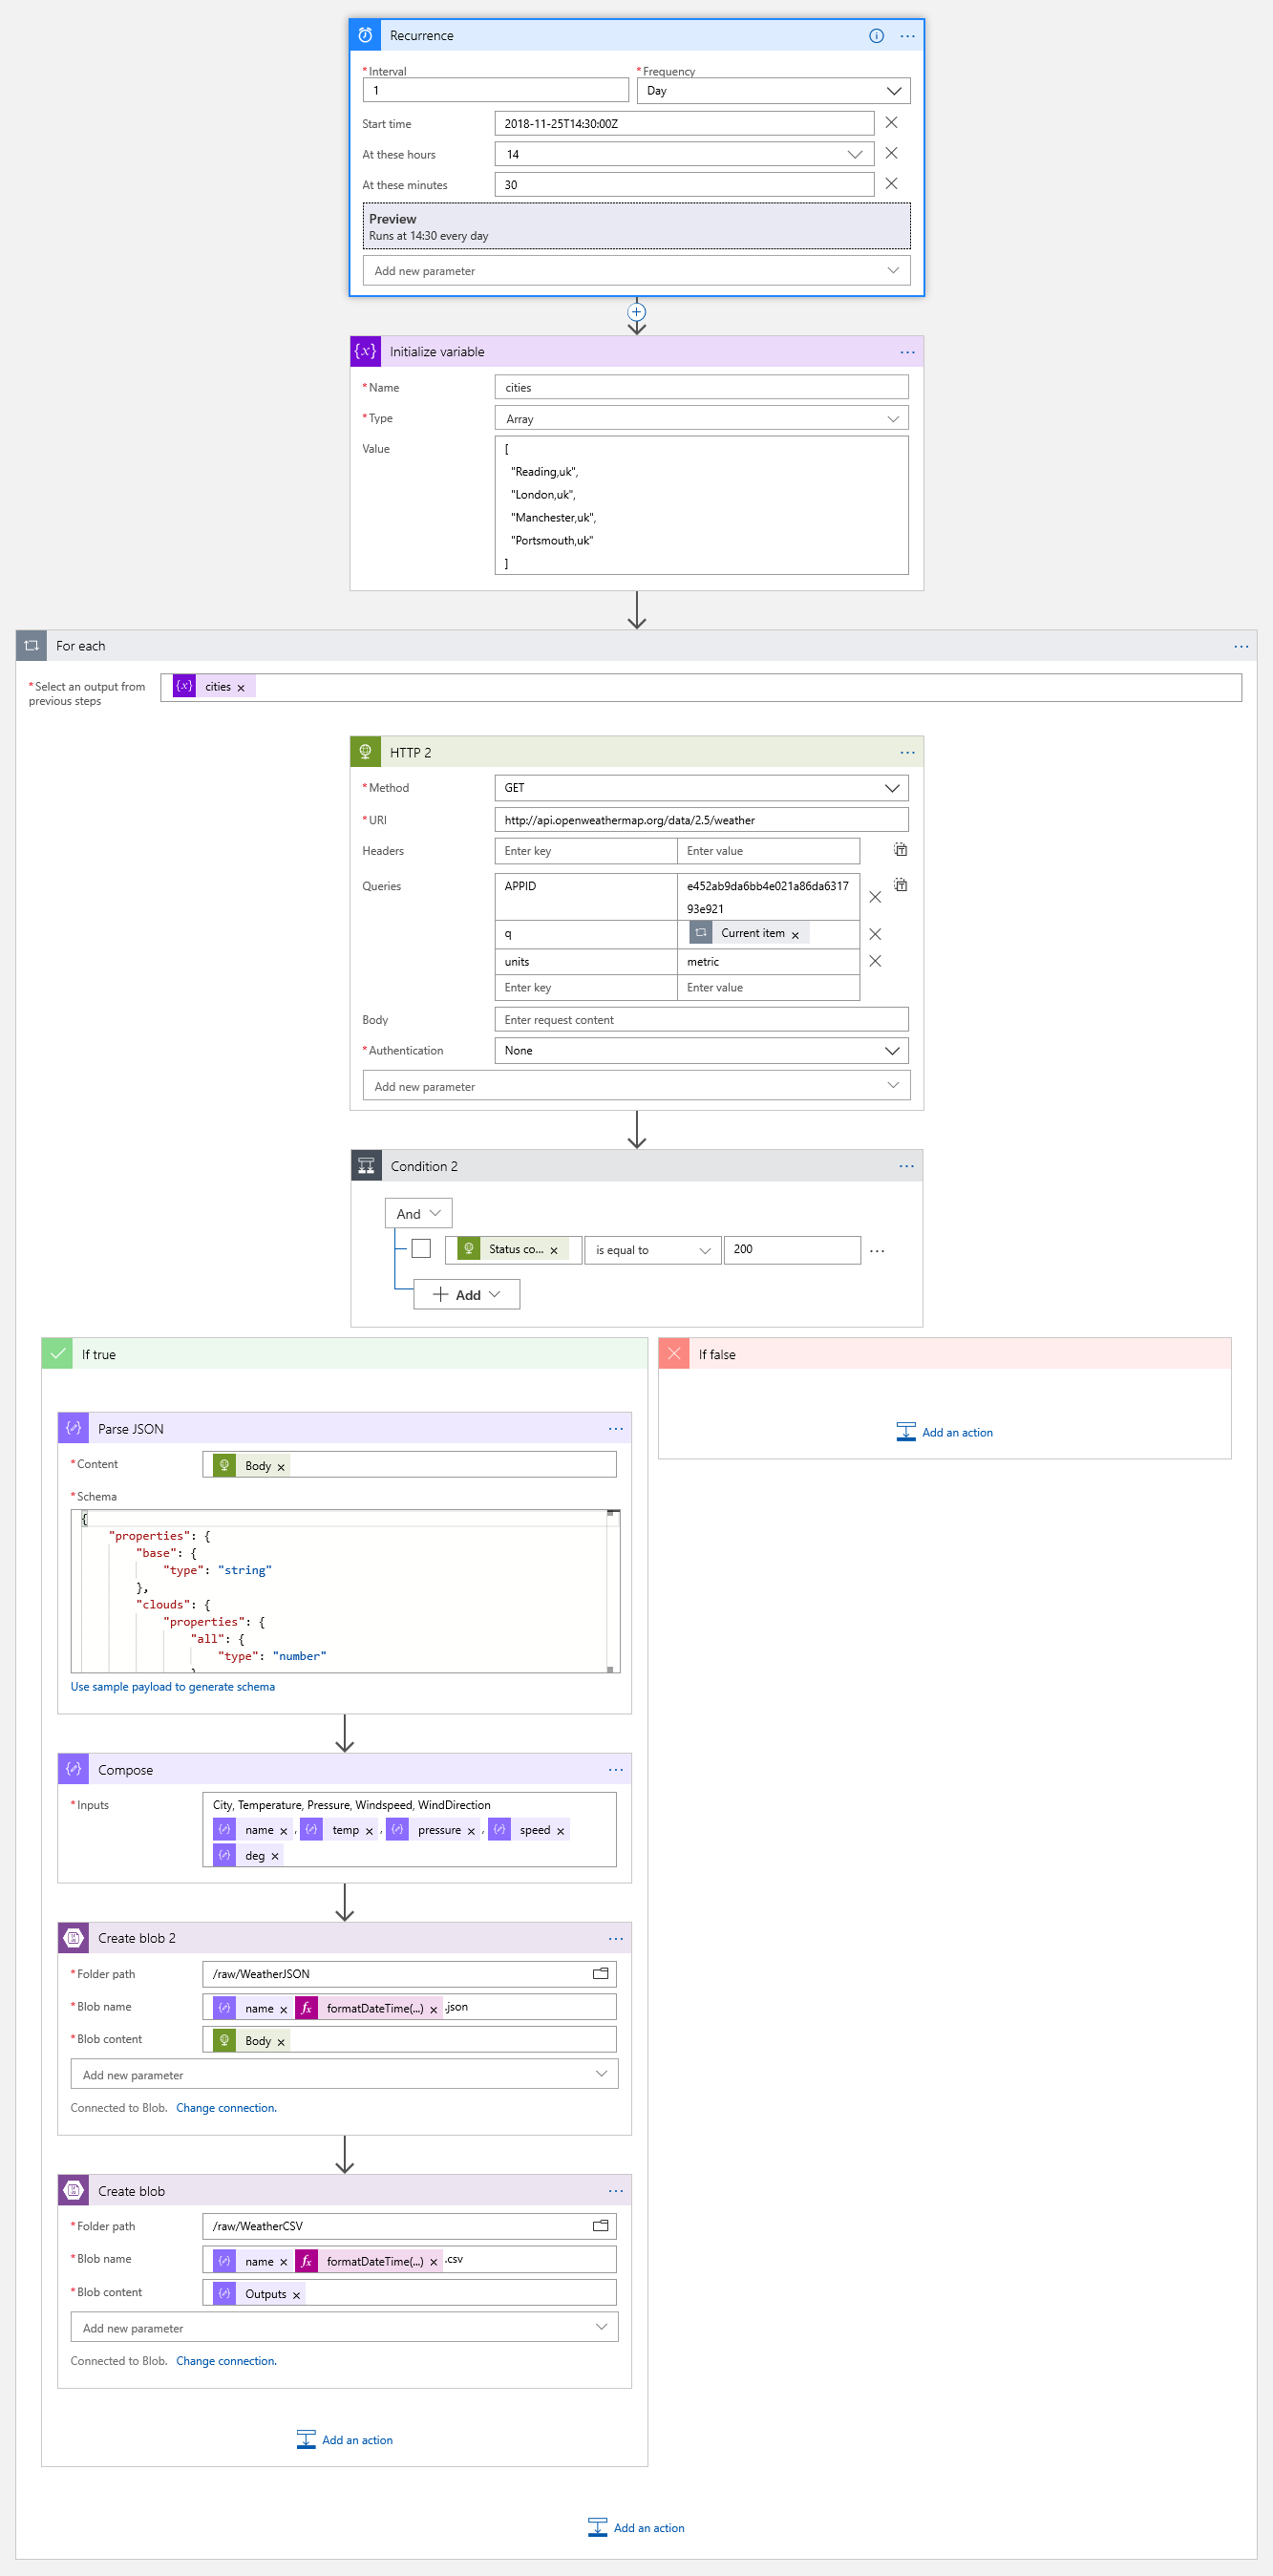 Recurrence
* Interval
* Frequency
1
Day
Start time
2018-11-25T14:30:00Z
At these hours
14
At these minutes
30
Preview
Runs at 14:30 every day
Add new parameter
{x} Initialize variable
* Name
cities
* Type
Array
Value
[
"Reading,uk",
"London,uk",
"Manchester,uk",
"Portsmouth,uk"
]
For each
* Select an output from
previous steps
{x} cities
HTTP 2
* Method
GET
* URI
http://api.openweathermap.org/data/2.5/weather
Headers
Enter key
Enter value
Queries
APPID
e452ab9da6bb4e021a86da6317
93e921
q
Current item
units
metric
Enter key
Enter value
Body
Enter request content
* Authentication
None
Add new parameter
Condition 2
And
Status co...
is equal to
200
Add
If true
If false
Add an action
Parse JSON
* Content
Body
* Schema
{
"properties": {
"base": {
"type": "string"
},
"clouds": {
"properties": {
"all": {
"type": "number"
}
Use sample payload to generate schema
Compose
* Inputs
City, Temperature, Pressure, Windspeed, WindDirection
name , temp , pressure , speed
deg
Create blob 2
* Folder path
/raw/WeatherJSON
* Blob name
name fx formatDateTime(...) .json
* Blob content
Body
Add new parameter
Connected to Blob. Change connection.
Create blob
* Folder path
/raw/WeatherCSV
* Blob name
name fx formatDateTime(...) .csv
* Blob content
Outputs
Add new parameter
Connected to Blob. Change connection.
Add an action
Add an action